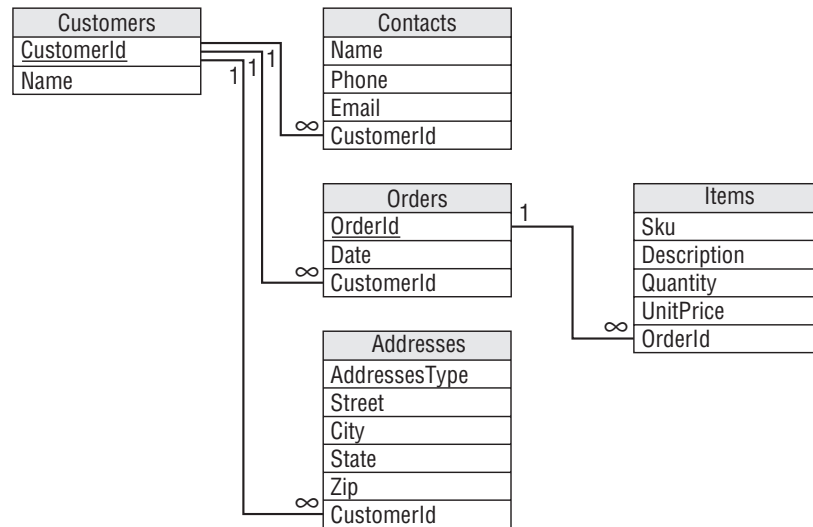 Customers
CustomerId
Name
1
1
1
Contacts
Name
Phone
Email
∞ CustomerId
Orders
OrderId
Date
∞ CustomerId
1
Items
Sku
Description
Quantity
UnitPrice
∞ OrderId
Addresses
AddressesType
Street
City
State
Zip
∞ CustomerId